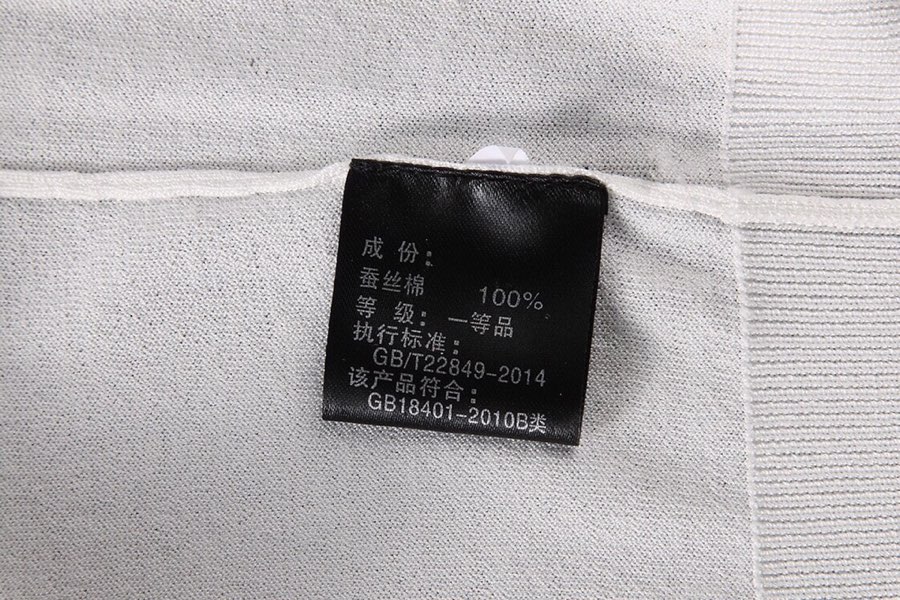 成 份：
蚕丝棉 100%
等 级：一等品
执行标准：
GB/T22849-2014
该产品符合：
GB18401-2010B类